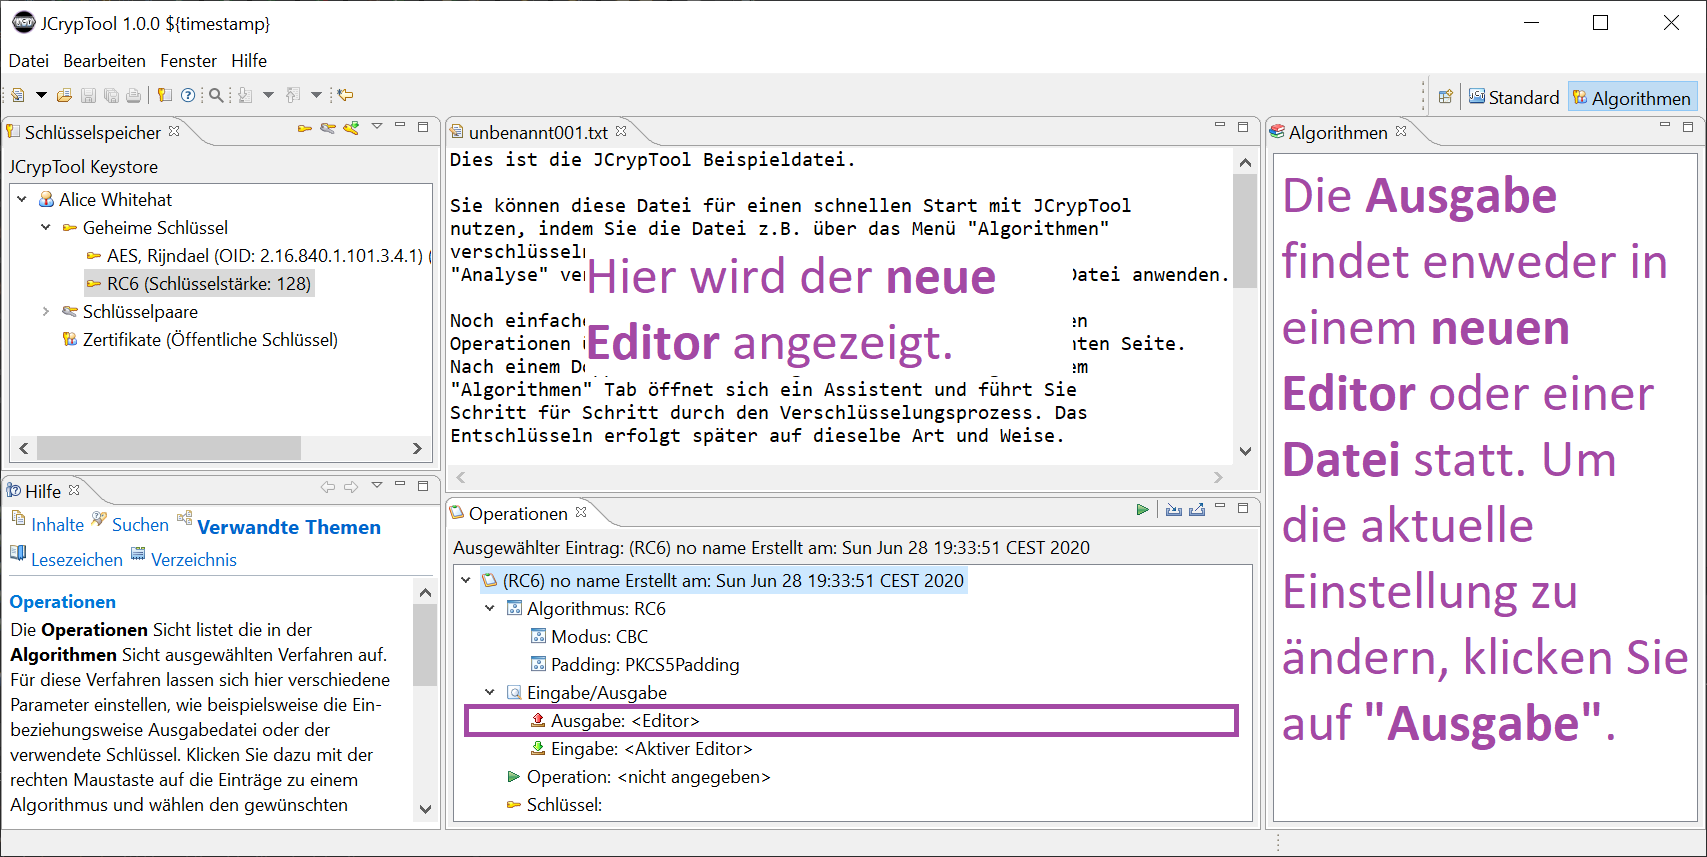 JCrypTool 1.0.0 ${timestamp}
Datei Bearbeiten Fenster Hilfe
Standard Algorithmen
Schlüsselspeicher
JCrypTool Keystore
Alice Whitehat
Geheime Schlüssel
AES, Rijndael (OID: 2.16.840.1.101.3.4.1) (
RC6 (Schlüsselstärke: 128)
Schlüsselpaare
Zertifikate (Öffentliche Schlüssel)
Hilfe
Inhalte Suchen Verwandte Themen
Lesezeichen Verzeichnis
Operationen
Die Operationen Sicht listet die in der
Algorithmen Sicht ausgewählten Verfahren auf.
Für diese Verfahren lassen sich hier verschiedene
Parameter einstellen, wie beispielsweise die Ein-
beziehungsweise Ausgabedatei oder der
verwendete Schlüssel. Klicken Sie dazu mit der
rechten Maustaste auf die Einträge zu einem
Algorithmus und wählen den gewünschten
unbenannt001.txt
Dies ist die JCrypTool Beispieldatei.
Sie können diese Datei für einen schnellen Start mit JCrypTool
nutzen, indem Sie die Datei z.B. über das Menü "Algorithmen"
verschlüsseln
"Analyse" ver Datei anwenden.
Hier wird der neue
Editor angezeigt.
Noch einfache en
Operationen ü nten Seite.
Nach einem Dopp em
"Algorithmen" Tab öffnet sich ein Assistent und führt Sie
Schritt für Schritt durch den Verschlüsselungsprozess. Das
Entschlüsseln erfolgt später auf dieselbe Art und Weise.
Operationen
Ausgewählter Eintrag: (RC6) no name Erstellt am: Sun Jun 28 19:33:51 CEST 2020
(RC6) no name Erstellt am: Sun Jun 28 19:33:51 CEST 2020
Algorithmus: RC6
Modus: CBC
Padding: PKCS5Padding
Eingabe/Ausgabe
Ausgabe: <Editor>
Eingabe: <Aktiver Editor>
Operation: <nicht angegeben>
Schlüssel:
Algorithmen
Die Ausgabe
findet enweder in
einem neuen
Editor oder einer
Datei statt. Um
die aktuelle
Einstellung zu
ändern, klicken Sie
auf "Ausgabe".